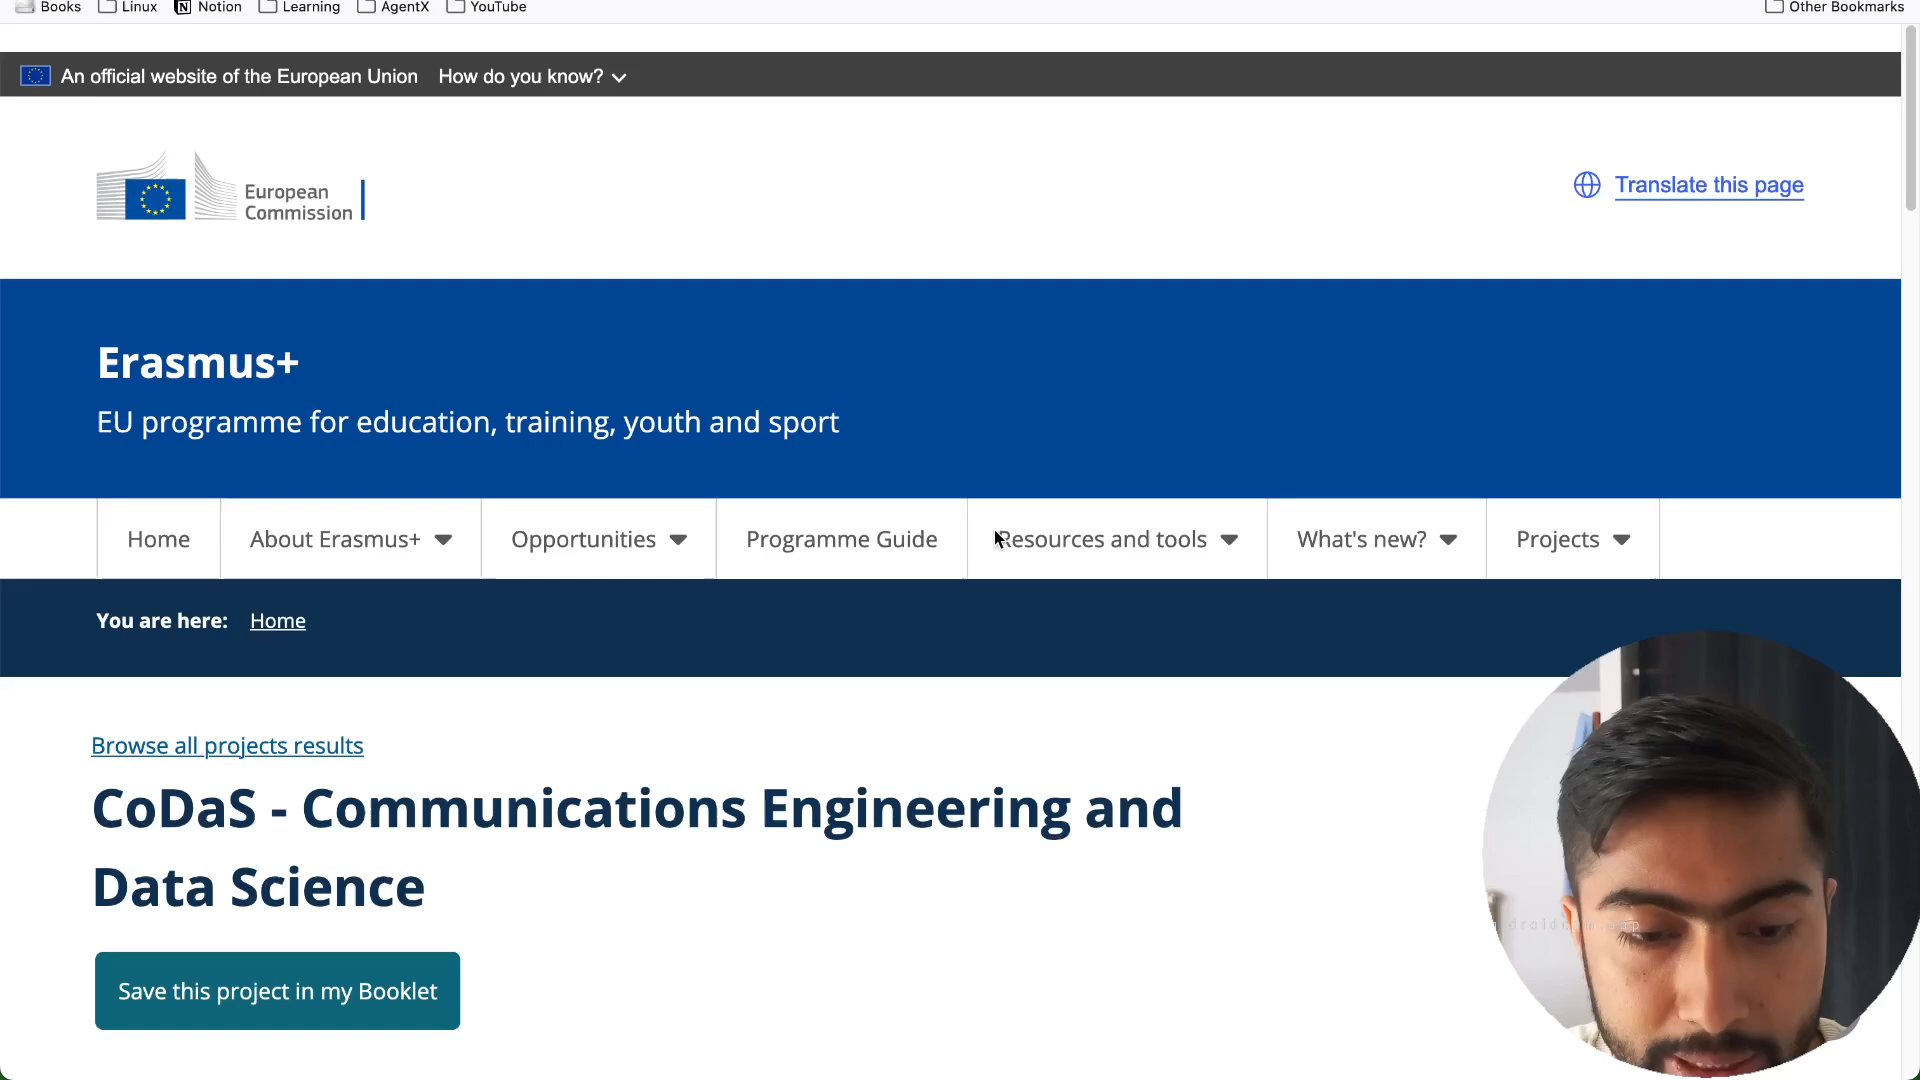 Books Linux Notion Learning AgentX YouTube Other Bookmarks
An official website of the European Union How do you know?
European
Commission
Translate this page
Erasmus+
EU programme for education, training, youth and sport
Home About Erasmus+ Opportunities Programme Guide Resources and tools What's new? Projects
You are here: Home
Browse all projects results
CoDaS - Communications Engineering and
Data Science
Save this project in my Booklet